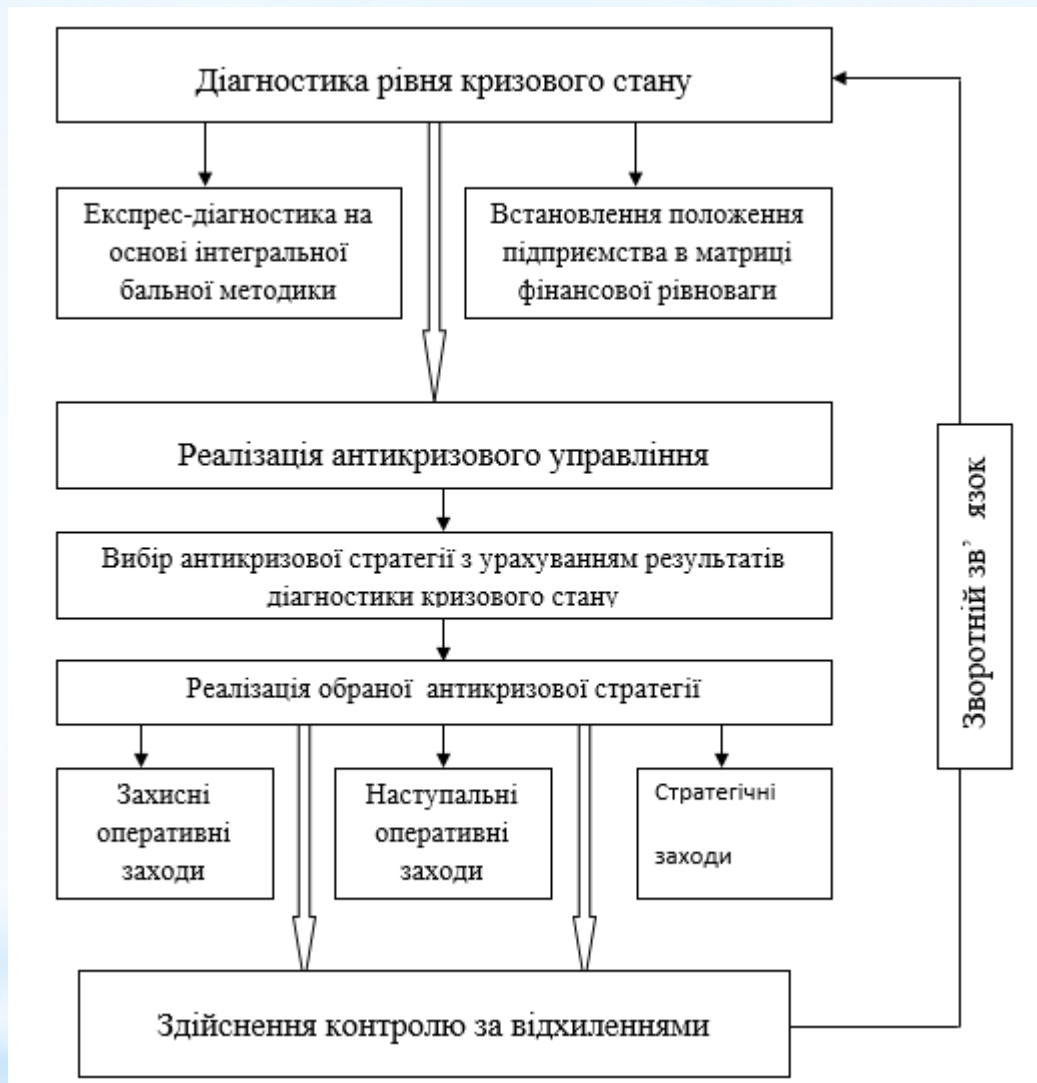 Діагностика рівня кризового стану
Експрес-діагностика на
основі інтегральної
бальної методики
Встановлення положення
підприємства в матриці
фінансової рівноваги
Реалізація антикризового управління
Вибір антикризової стратегії з урахуванням результатів
діагностики кризового стану
Реалізація обраної антикризової стратегії
Захисні
оперативні
заходи
Наступальні
оперативні
заходи
Стратегічні
заходи
Здійснення контролю за відхиленнями
Зворотній зв’ язок